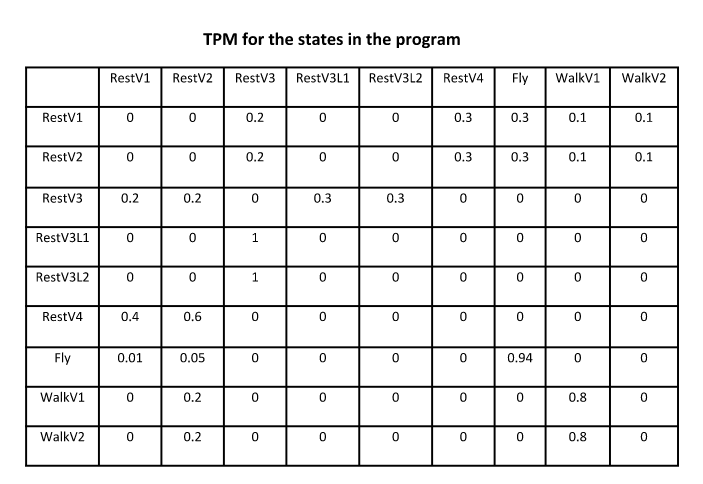 TPM for the states in the program
RestV1 RestV2 RestV3 RestV3L1 RestV3L2 RestV4 Fly WalkV1 WalkV2
RestV1 0 0 0.2 0 0 0.3 0.3 0.1 0.1
RestV2 0 0 0.2 0 0 0.3 0.3 0.1 0.1
RestV3 0.2 0.2 0 0.3 0.3 0 0 0 0
RestV3L1 0 0 1 0 0 0 0 0 0
RestV3L2 0 0 1 0 0 0 0 0 0
RestV4 0.4 0.6 0 0 0 0 0 0 0
Fly 0.01 0.05 0 0 0 0 0.94 0 0
WalkV1 0 0.2 0 0 0 0 0 0.8 0
WalkV2 0 0.2 0 0 0 0 0 0.8 0